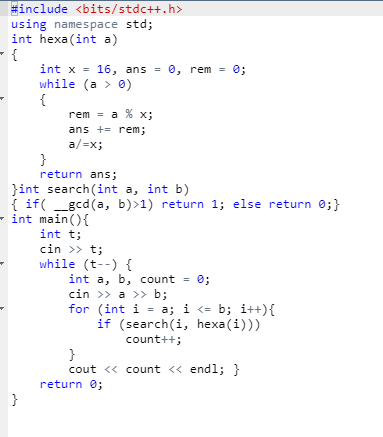 #include <bits/stdc++.h>
using namespace std;
int hexa(int a)
{
    int x = 16, ans = 0, rem = 0;
    while (a > 0)
    {
        rem = a % x;
        ans += rem;
        a/=x;
    }
    return ans;
}int search(int a, int b)
{ if( __gcd(a, b)>1) return 1; else return 0;}
int main(){
    int t;
    cin >> t;
    while (t--) {
        int a, b, count = 0;
        cin >> a >> b;
        for (int i = a; i <= b; i++){
            if (search(i, hexa(i)))
                count++;
        }
        cout << count << endl; }
    return 0;
}